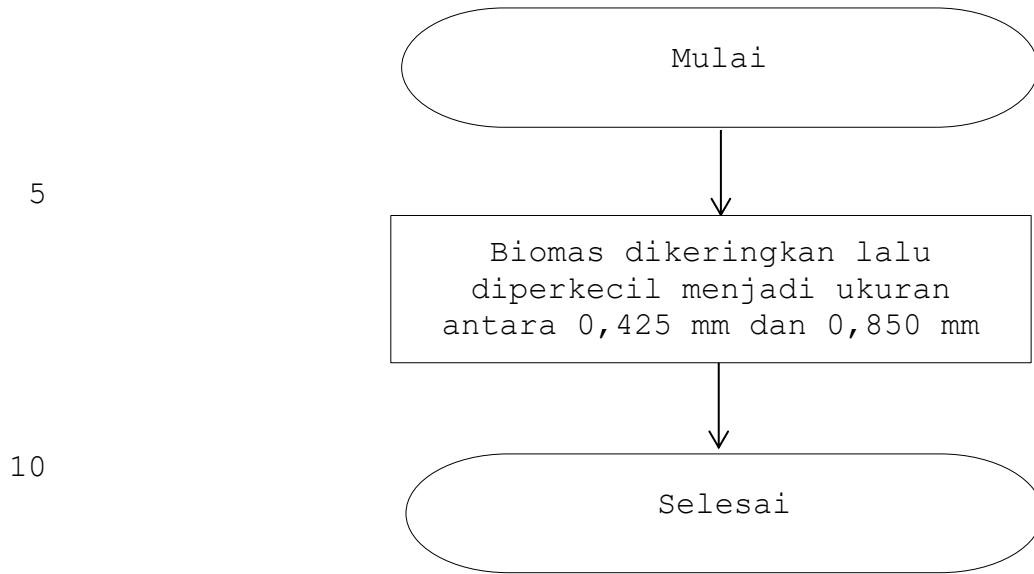 Mulai
5
Biomas dikeringkan lalu
diperkecil menjadi ukuran
antara 0,425 mm dan 0,850 mm
10
Selesai